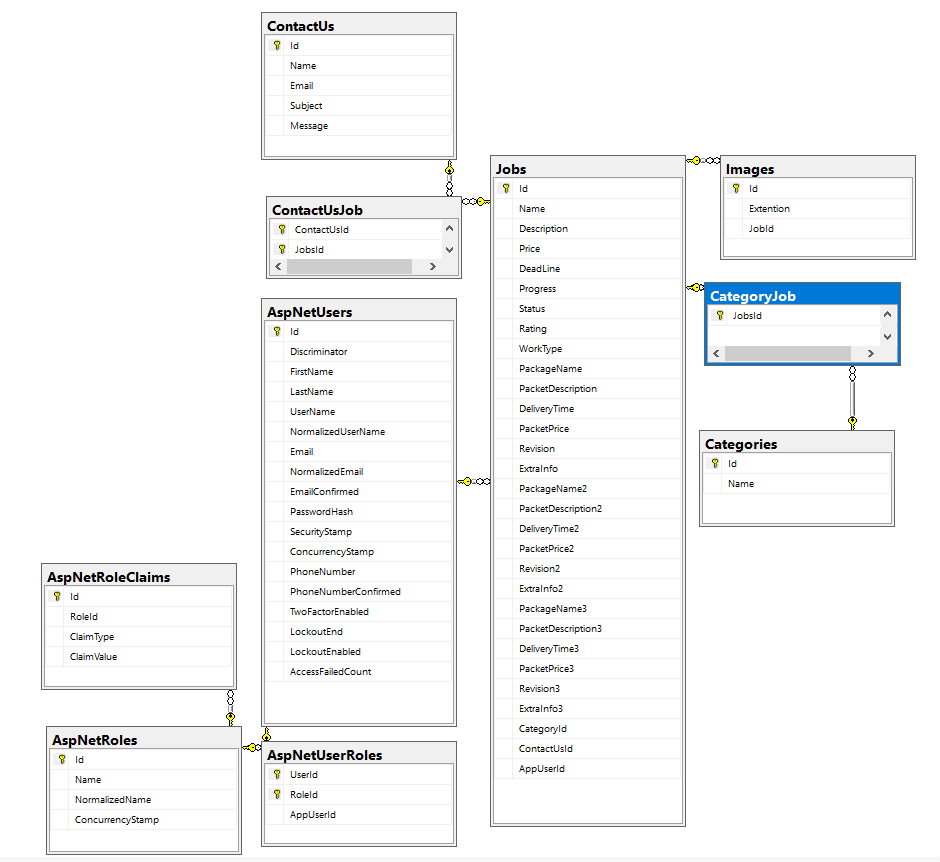 ContactUs
Id
Name
Email
Subject
Message
ContactUsJob
ContactUsId
JobsId
AspNetUsers
Id
Discriminator
FirstName
LastName
UserName
NormalizedUserName
Email
NormalizedEmail
EmailConfirmed
PasswordHash
SecurityStamp
ConcurrencyStamp
PhoneNumber
PhoneNumberConfirmed
TwoFactorEnabled
LockoutEnd
LockoutEnabled
AccessFailedCount
AspNetRoleClaims
Id
RoleId
ClaimType
ClaimValue
AspNetRoles
Id
Name
NormalizedName
ConcurrencyStamp
AspNetUserRoles
UserId
RoleId
AppUserId
Jobs
Id
Name
Description
Price
DeadLine
Progress
Status
Rating
WorkType
PackageName
PacketDescription
DeliveryTime
PacketPrice
Revision
ExtraInfo
PackageName2
PacketDescription2
DeliveryTime2
PacketPrice2
Revision2
ExtraInfo2
PackageName3
PacketDescription3
DeliveryTime3
PacketPrice3
Revision3
ExtraInfo3
CategoryId
ContactUsId
AppUserId
Images
Id
Extention
JobId
CategoryJob
JobsId
Categories
Id
Name